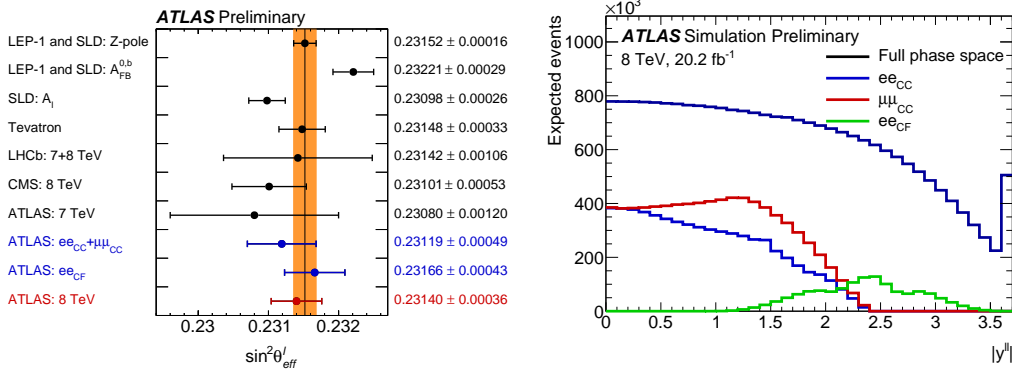 ATLAS Preliminary
LEP-1 and SLD: Z-pole 0.23152 ± 0.00016
LEP-1 and SLD: A_FB^0,b 0.23221 ± 0.00029
SLD: A_l 0.23098 ± 0.00026
Tevatron 0.23148 ± 0.00033
LHCb: 7+8 TeV 0.23142 ± 0.00106
CMS: 8 TeV 0.23101 ± 0.00053
ATLAS: 7 TeV 0.23080 ± 0.00120
ATLAS: ee_CC+μμ_CC 0.23119 ± 0.00049
ATLAS: ee_CF 0.23166 ± 0.00043
ATLAS: 8 TeV 0.23140 ± 0.00036
0.23 0.231 0.232
sin²θ^l_eff
×10³
Expected events
1000
800
600
400
200
0
ATLAS Simulation Preliminary
8 TeV, 20.2 fb⁻¹
Full phase space
ee_CC
μμ_CC
ee_CF
0 0.5 1 1.5 2 2.5 3 3.5
|y^ll|